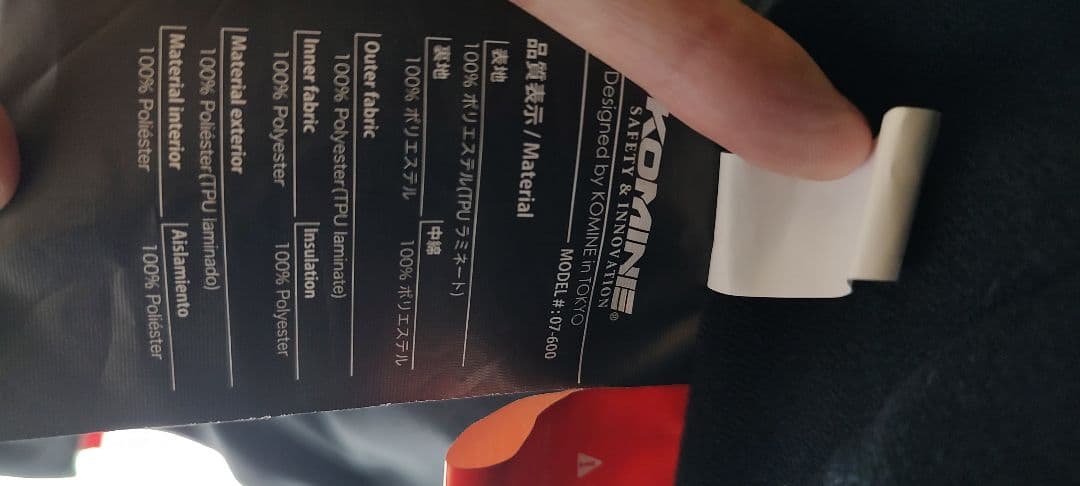 KOMINE®
SAFETY & INNOVATION
Designed by KOMINE in TOKYO
MODEL#: 07-600
品質表示 / Material
表地
100% ポリエステル(TPUラミネート)
裏地
100% ポリエステル
中綿
100% ポリエステル
Outer fabric
100% Polyester(TPU laminate)
Inner fabric
100% Polyester
Insulation
100% Polyester
Material exterior
100% Poliéster(TPU laminado)
Material interior
100% Poliéster
Aislamiento
100% Poliéster